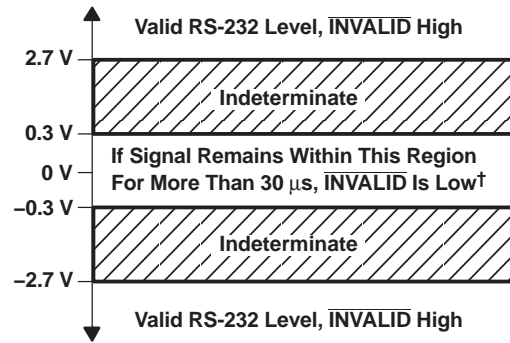 Valid RS-232 Level, INVALID High
2.7 V
Indeterminate
0.3 V
If Signal Remains Within This Region
0 V
For More Than 30 μs, INVALID Is Low†
−0.3 V
Indeterminate
−2.7 V
Valid RS-232 Level, INVALID High